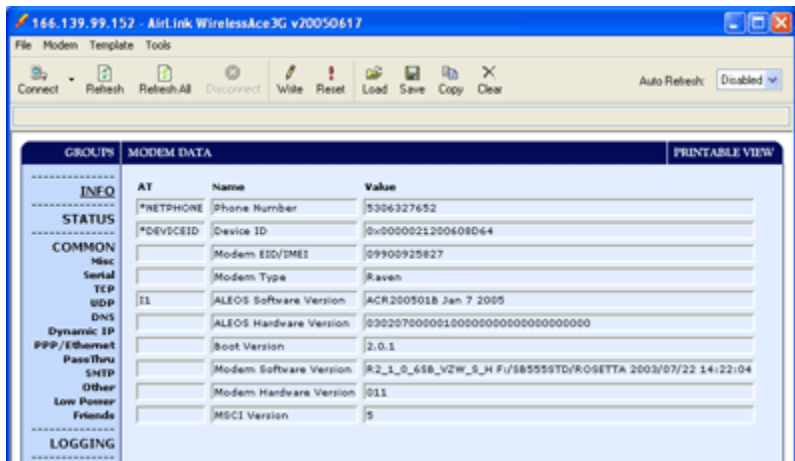 166.139.99.152 - AirLink WirelessAce3G v20050617
File Modem Template Tools
Connect Refresh Refresh All Disconnect Write Reset Load Save Copy Clear Auto Refresh: Disabled
GROUPS MODEM DATA PRINTABLE VIEW
INFO
STATUS
COMMON
Misc
Serial
TCP
UDP
DNS
Dynamic IP
PPP/Ethernet
PassThru
SMTP
Other
Low Power
Friends
LOGGING
AT Name Value
*NETPHONE Phone Number 5306327652
*DEVICEID Device ID 0x0000021200608D64
Modem EID/IMEI 09900925827
Modem Type Raven
I1 ALEOS Software Version ACR2005018 Jan 7 2005
ALEOS Hardware Version 03020700000100000000000000000000
Boot Version 2.0.1
Modem Software Version R2_1_0_6SB_VZW_S_H F:/SB555STD/ROSETTA 2003/07/22 14:22:04
Modem Hardware Version 011
MSCI Version 5